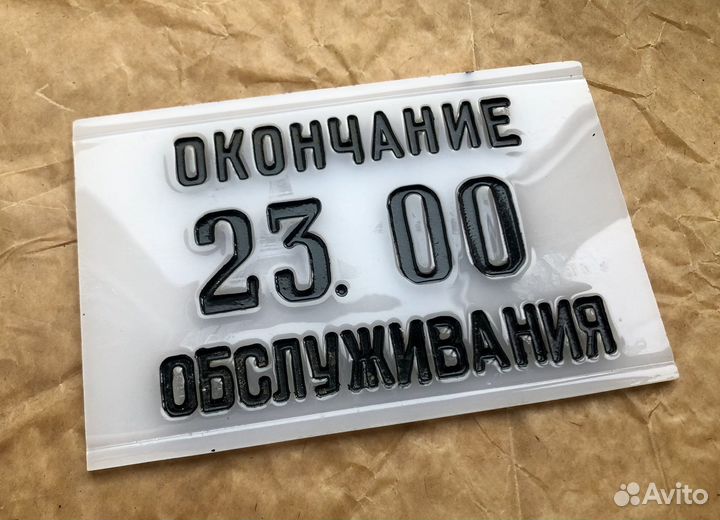 ОКОНЧАНИЕ
23.00
ОБСЛУЖИВАНИЯ
Avito